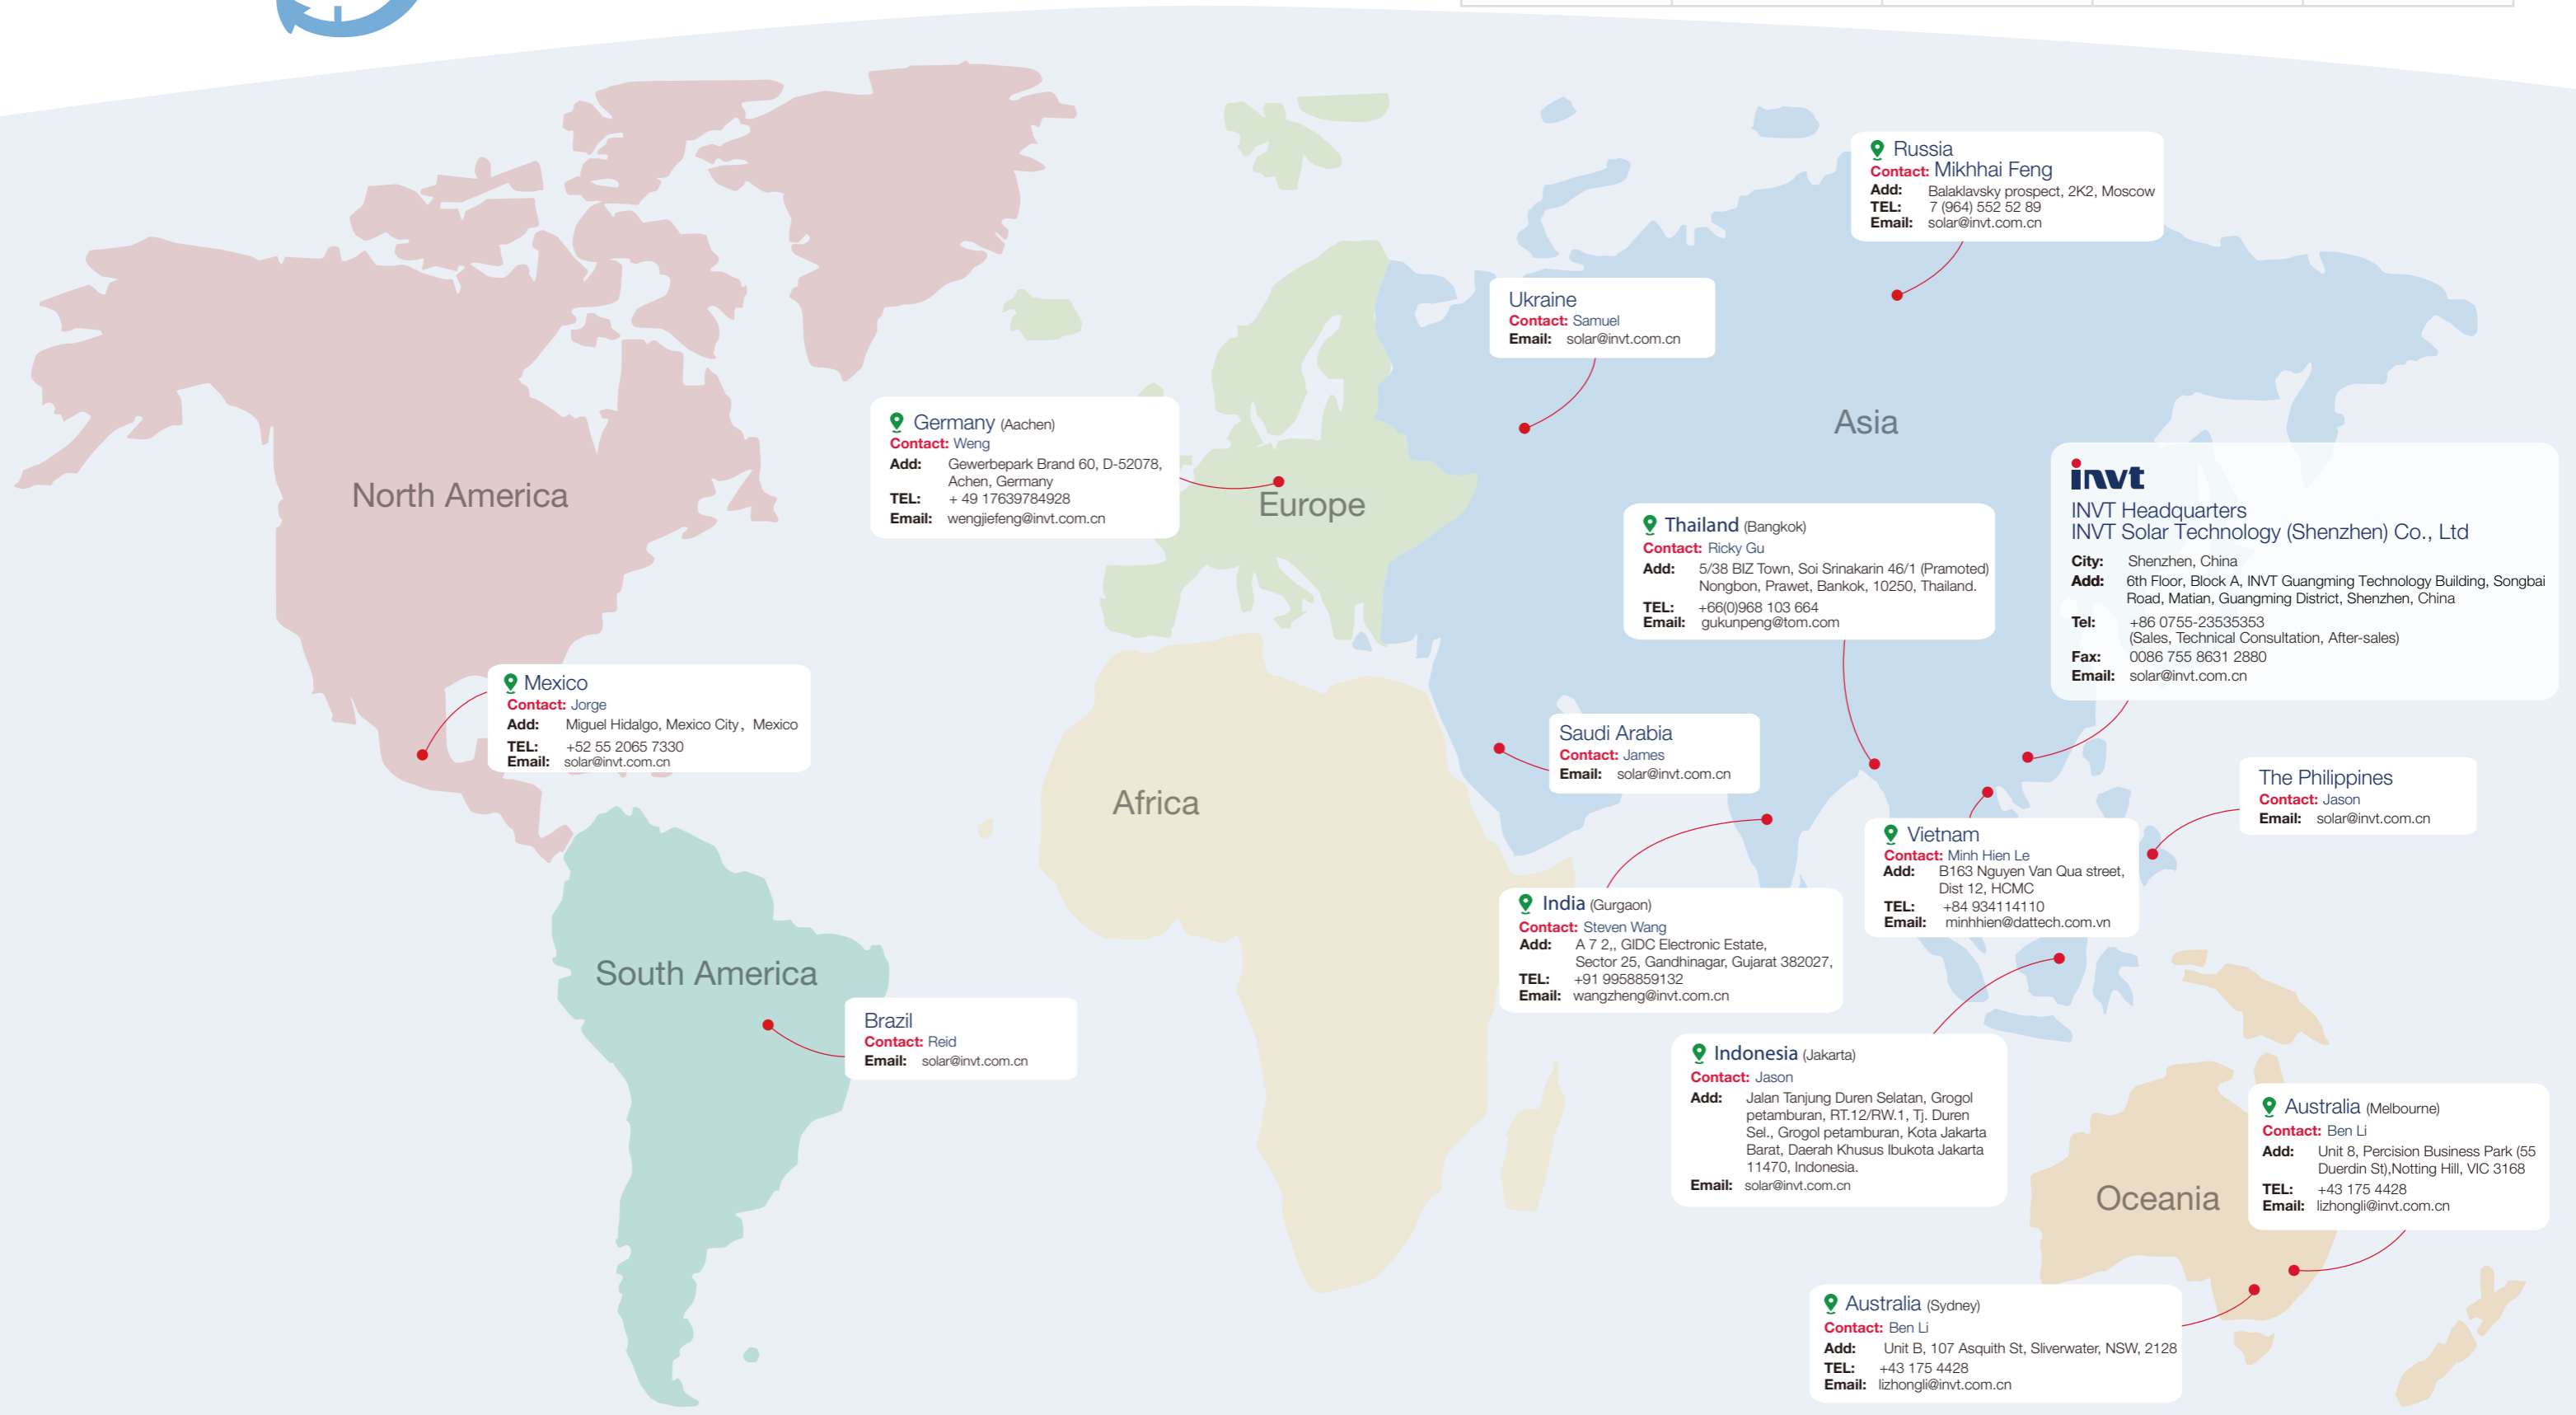 Russia
Contact: Mikhhai Feng
Add: Balaklavsky prospect, 2K2, Moscow
TEL: 7 (964) 552 52 89
Email: solar@invt.com.cn
Ukraine
Contact: Samuel
Email: solar@invt.com.cn
Asia
Germany (Aachen)
Contact: Weng
Add: Gewerbepark Brand 60, D-52078,
Achen, Germany
TEL: + 49 17639784928
Email: wengjiefeng@invt.com.cn
North America
Europe
invt
INVT Headquarters
INVT Solar Technology (Shenzhen) Co., Ltd
City: Shenzhen, China
Add: 6th Floor, Block A, INVT Guangming Technology Building, Songbai
Road, Matian, Guangming District, Shenzhen, China
Tel: +86 0755-23535353
(Sales, Technical Consultation, After-sales)
Fax: 0086 755 8631 2880
Email: solar@invt.com.cn
Thailand (Bangkok)
Contact: Ricky Gu
Add: 5/38 BIZ Town, Soi Srinakarin 46/1 (Pramoted)
Nongbon, Prawet, Bankok, 10250, Thailand.
TEL: +66(0)968 103 664
Email: gukunpeng@tom.com
Mexico
Contact: Jorge
Add: Miguel Hidalgo, Mexico City，Mexico
TEL: +52 55 2065 7330
Email: solar@invt.com.cn
Saudi Arabia
Contact: James
Email: solar@invt.com.cn
The Philippines
Contact: Jason
Email: solar@invt.com.cn
Africa
Vietnam
Contact: Minh Hien Le
Add: B163 Nguyen Van Qua street,
Dist 12, HCMC
TEL: +84 934114110
Email: minhhien@dattech.com.vn
India (Gurgaon)
Contact: Steven Wang
Add: A 7 2,, GIDC Electronic Estate,
Sector 25, Gandhinagar, Gujarat 382027,
TEL: +91 9958859132
Email: wangzheng@invt.com.cn
South America
Brazil
Contact: Reid
Email: solar@invt.com.cn
Indonesia (Jakarta)
Contact: Jason
Add: Jalan Tanjung Duren Selatan, Grogol
petamburan, RT.12/RW.1, Tj. Duren
Sel., Grogol petamburan, Kota Jakarta
Barat, Daerah Khusus Ibukota Jakarta
11470, Indonesia.
Email: solar@invt.com.cn
Oceania
Australia (Melbourne)
Contact: Ben Li
Add: Unit 8, Percision Business Park (55
Duerdin St),Notting Hill, VIC 3168
TEL: +43 175 4428
Email: lizhongli@invt.com.cn
Australia (Sydney)
Contact: Ben Li
Add: Unit B, 107 Asquith St, Sliverwater, NSW, 2128
TEL: +43 175 4428
Email: lizhongli@invt.com.cn